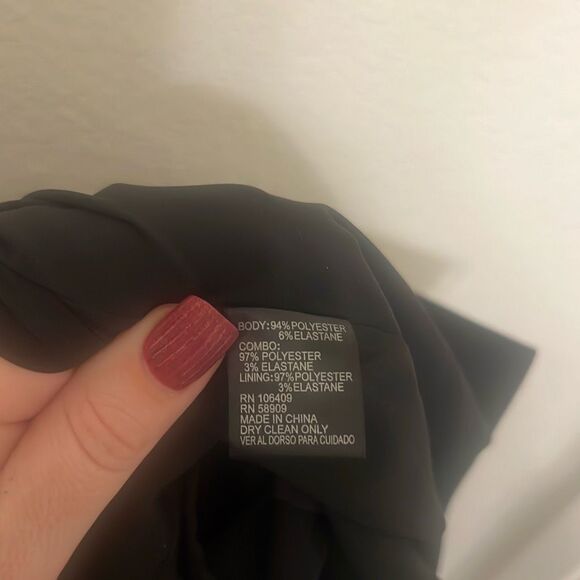 BODY:94%POLYESTER
6%ELASTANE
COMBO:
97% POLYESTER
3% ELASTANE
LINING:97%POLYESTER
3%ELASTANE
RN 106409
RN 58909
MADE IN CHINA
DRY CLEAN ONLY
VER AL DORSO PARA CUIDADO